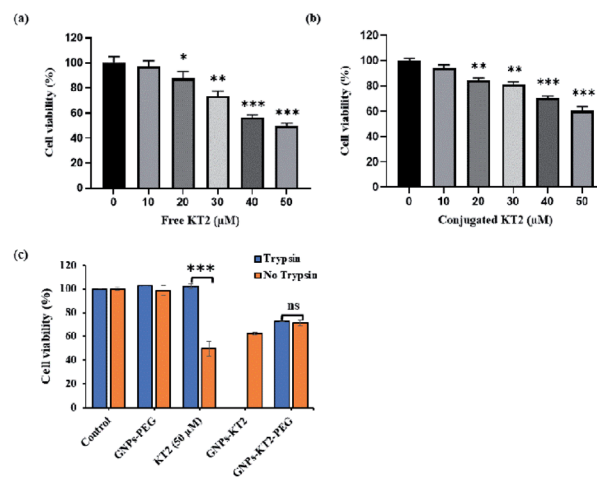 (a)
120
100
80
60
40
20
0
Cell viability (%)
*
**
***
***
0 10 20 30 40 50
Free KT2 (µM)
(b)
120
100
80
60
40
20
0
Cell viability (%)
**
**
***
***
0 10 20 30 40 50
Conjugated KT2 (µM)
(c)
120
100
80
60
40
20
0
Cell viability (%)
Trypsin
No Trypsin
***
ns
Control
GNPs-PEG
KT2 (50 µM)
GNPs-KT2
GNPs-KT2-PEG